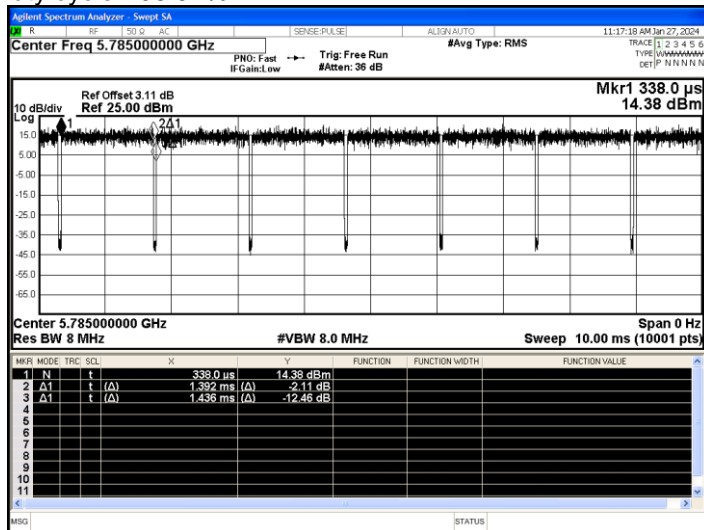 Agilent Spectrum Analyzer - Swept SA
R RF 50 Ω AC SENSE:PULSE ALIGNAUTO 11:17:18 AM Jan 27, 2024
Center Freq 5.785000000 GHz #Avg Type: RMS TRACE 1 2 3 4 5 6
PNO: Fast Trig: Free Run TYPE
IFGain:Low #Atten: 36 dB DET P N N N N N
Mkr1 338.0 µs
Ref Offset 3.11 dB
10 dB/div Ref 25.00 dBm 14.38 dBm
Log
1 2Δ1
15.0
5.00
-5.00
-15.0
-25.0
-35.0
-45.0
-55.0
-65.0
Center 5.785000000 GHz Span 0 Hz
Res BW 8 MHz #VBW 8.0 MHz Sweep 10.00 ms (10001 pts)
MKR MODE TRC SCL X Y FUNCTION FUNCTION WIDTH FUNCTION VALUE
1 N t 338.0 µs 14.38 dBm
2 Δ1 t (Δ) 1.392 ms (Δ) -2.11 dB
3 Δ1 t (Δ) 1.436 ms (Δ) -12.46 dB
4
5
6
7
8
9
10
11
MSG STATUS